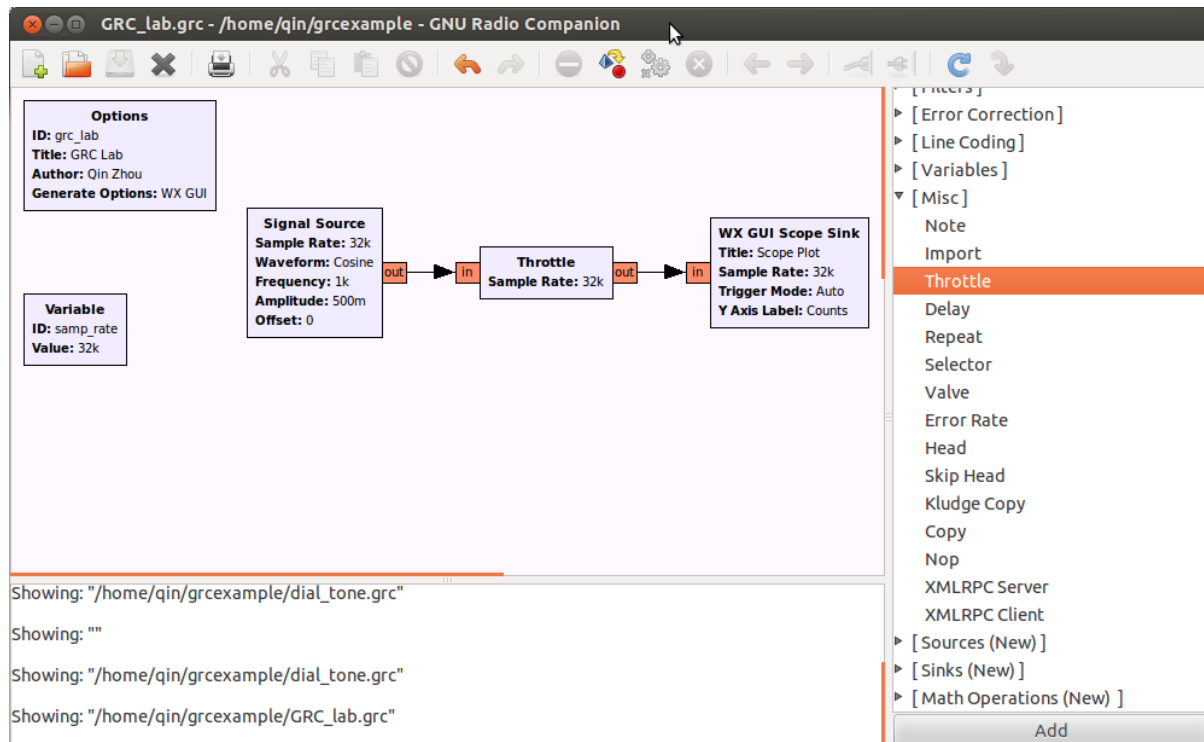 GRC_lab.grc - /home/qin/grcexample - GNU Radio Companion
Options
ID: grc_lab
Title: GRC Lab
Author: Qin Zhou
Generate Options: WX GUI
Variable
ID: samp_rate
Value: 32k
Signal Source
Sample Rate: 32k
Waveform: Cosine
Frequency: 1k
Amplitude: 500m
Offset: 0
out
in
Throttle
Sample Rate: 32k
out
in
WX GUI Scope Sink
Title: Scope Plot
Sample Rate: 32k
Trigger Mode: Auto
Y Axis Label: Counts
[ Filters ]
[ Error Correction ]
[ Line Coding ]
[ Variables ]
[ Misc ]
Note
Import
Throttle
Delay
Repeat
Selector
Valve
Error Rate
Head
Skip Head
Kludge Copy
Copy
Nop
XMLRPC Server
XMLRPC Client
[ Sources (New) ]
[ Sinks (New) ]
[ Math Operations (New) ]
Add
Showing: "/home/qin/grcexample/dial_tone.grc"
Showing: ""
Showing: "/home/qin/grcexample/dial_tone.grc"
Showing: "/home/qin/grcexample/GRC_lab.grc"